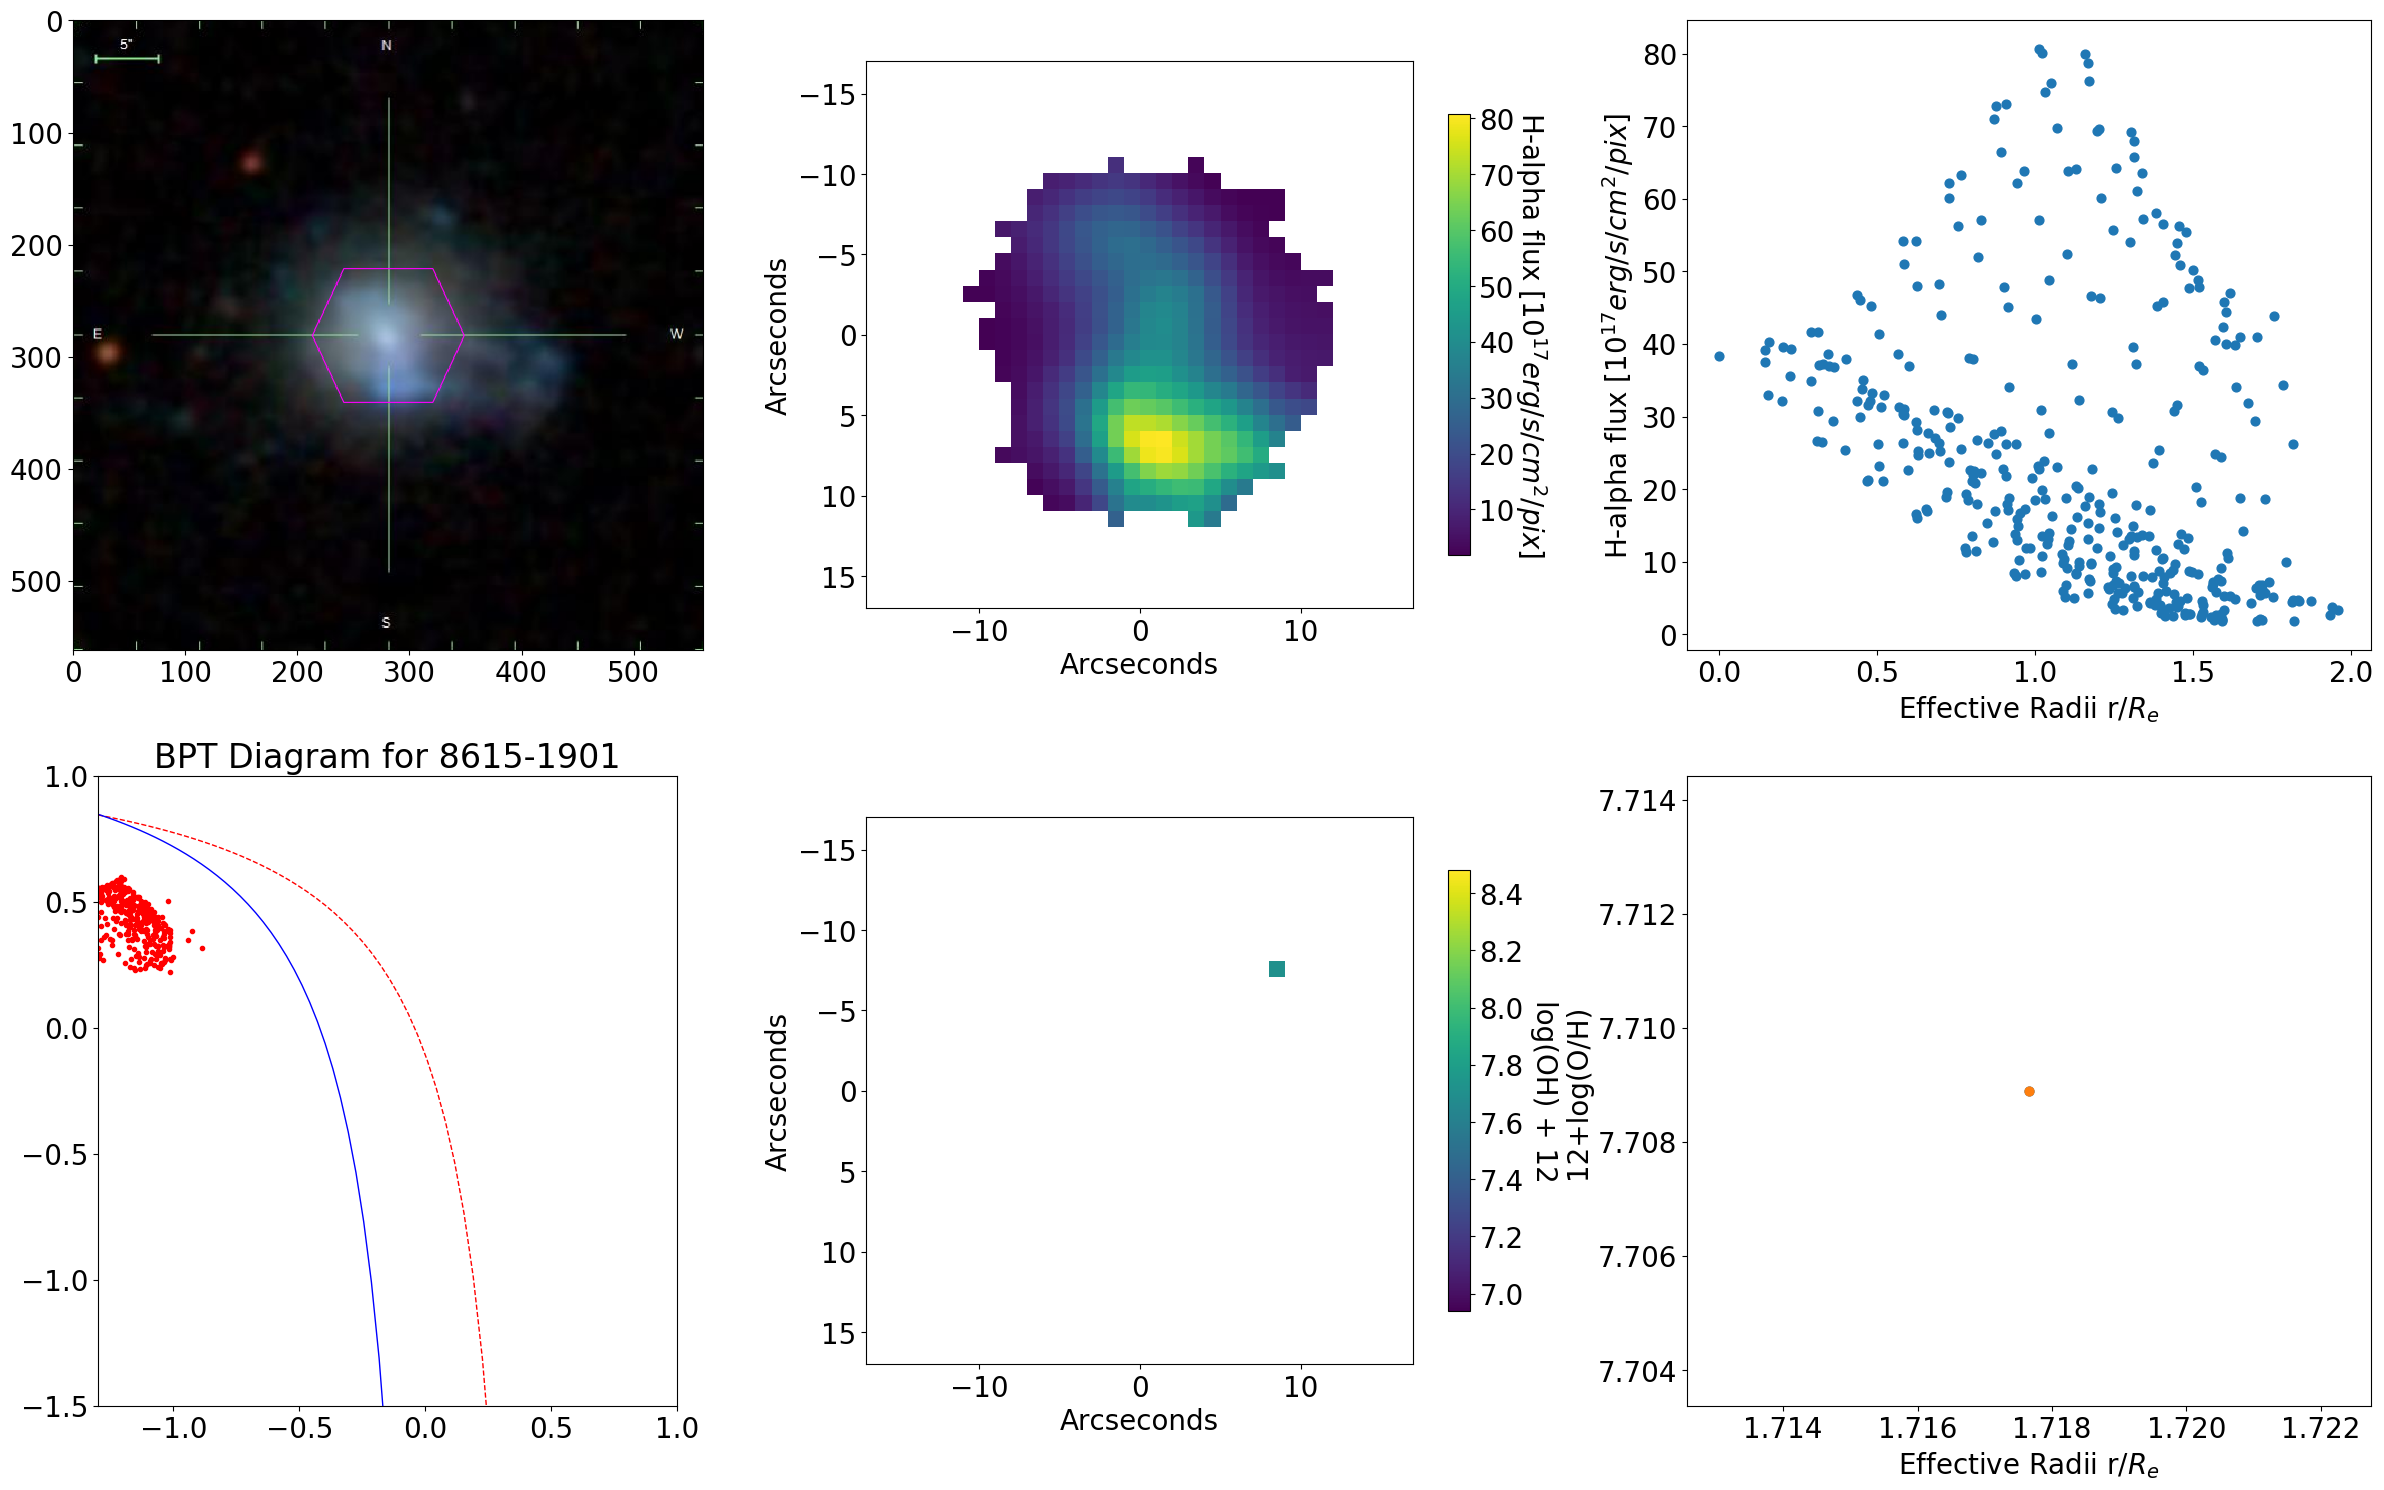 0
100
200
300
400
500
5"
N
E
W
S
0 100 200 300 400 500
−15
−10
−5
0
5
10
15
Arcseconds
−10 0 10
Arcseconds
80
70
60
50
40
30
20
10
H-alpha flux [10^{17}erg/s/cm^2/pix]
H-alpha flux [10^{17}erg/s/cm^2/pix]
80
70
60
50
40
30
20
10
0
0.0 0.5 1.0 1.5 2.0
Effective Radii r/R_e
BPT Diagram for 8615-1901
1.0
0.5
0.0
−0.5
−1.0
−1.5
−1.0 −0.5 0.0 0.5 1.0
−15
−10
−5
0
5
10
15
Arcseconds
−10 0 10
Arcseconds
8.4
8.2
8.0
7.8
7.6
7.4
7.2
7.0
log(OH) + 12
12+log(O/H)
7.714
7.712
7.710
7.708
7.706
7.704
1.714 1.716 1.718 1.720 1.722
Effective Radii r/R_e